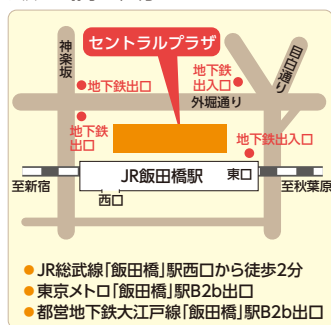 神楽坂
セントラルプラザ
目白通り
地下鉄出口
地下鉄
出入口
外堀通り
地下鉄
出口
地下鉄出入口
JR飯田橋駅
東口
至新宿
西口
至秋葉原
●JR総武線「飯田橋」駅西口から徒歩2分
●東京メトロ「飯田橋」駅B2b出口
●都営地下鉄大江戸線「飯田橋」駅B2b出口